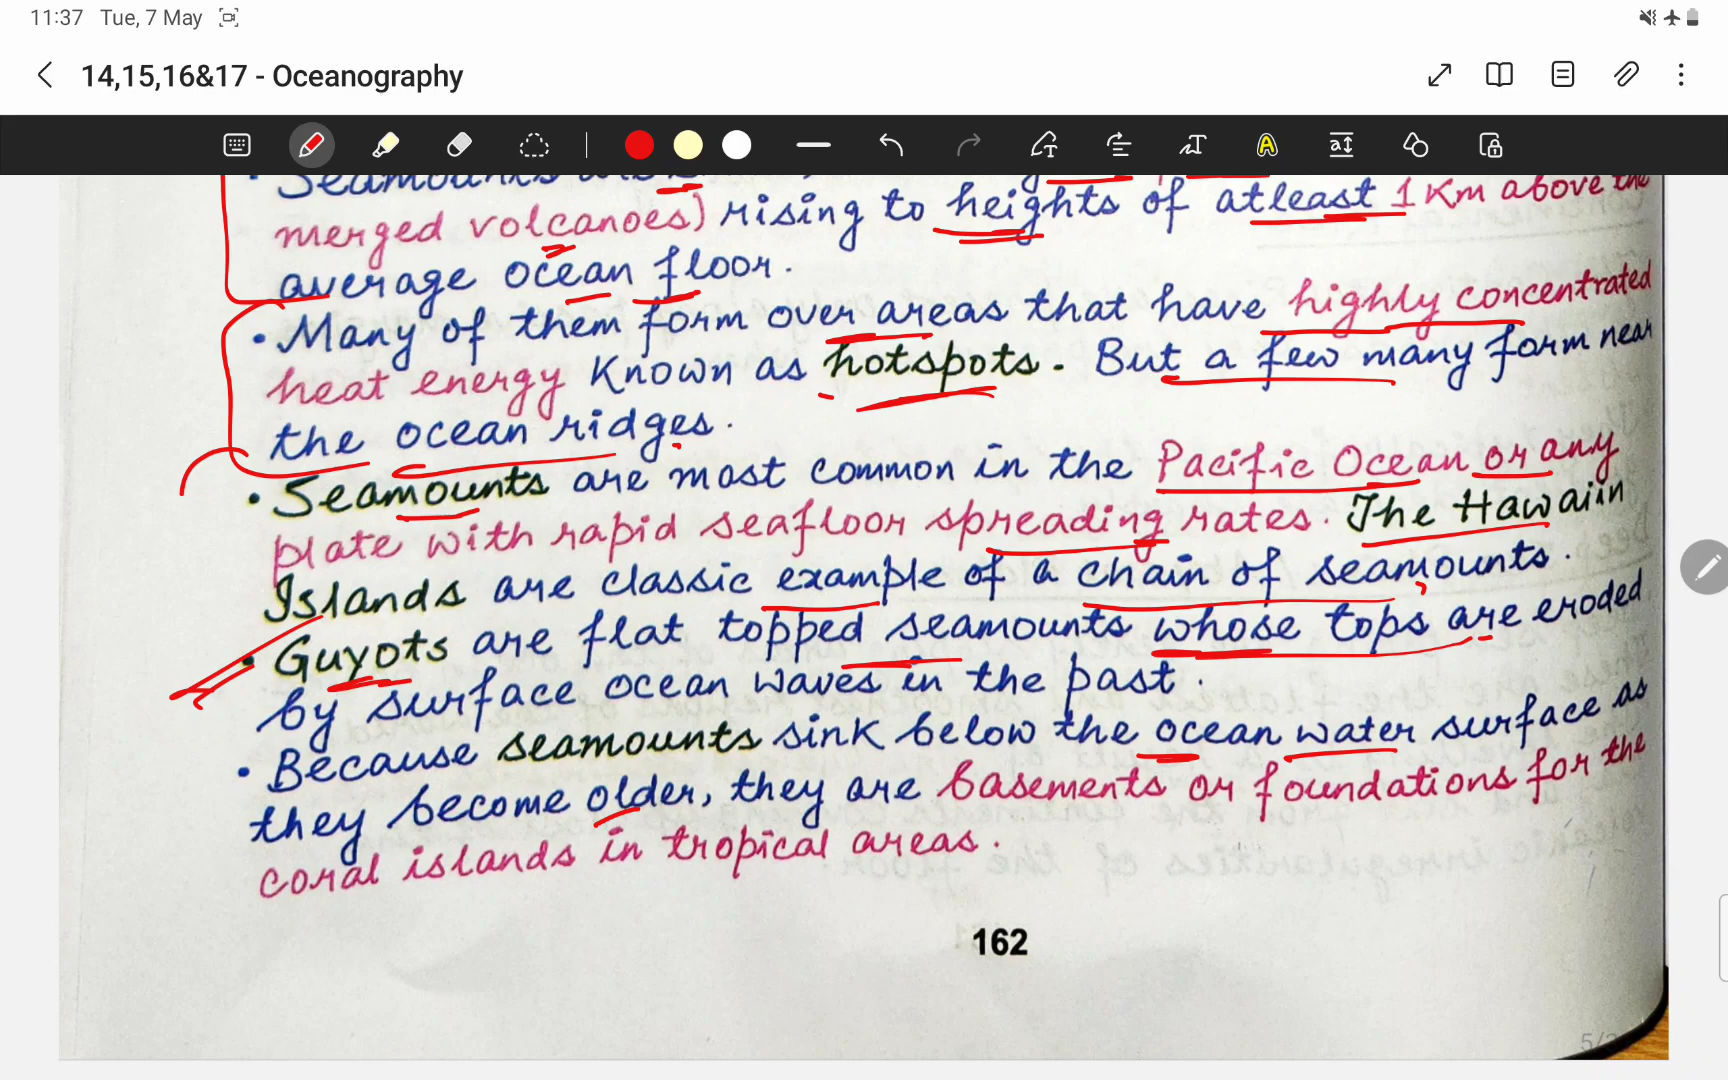 11:37 Tue, 7 May
14,15,16&17 - Oceanography
• Seamounts
merged volcanoes) rising to heights of atleast 1Km above the
average ocean floor.
• Many of them form over areas that have highly concentrated
heat energy Known as hotspots. But a few many form near
the ocean ridges.
• Seamounts are most common in the Pacific Ocean or any
plate with rapid seafloor spreading rates. The Hawaiin
Islands are classic example of a chain of seamounts.
• Guyots are flat topped seamounts whose tops are eroded
by surface ocean waves in the past.
• Because seamounts sink below the ocean water surface as
they become older, they are basements or foundations for the
coral islands in tropical areas.
162